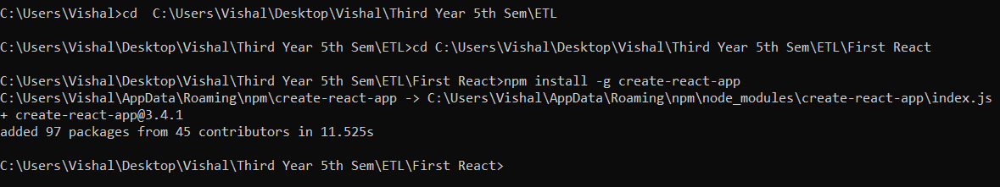 C:\Users\Vishal>cd  C:\Users\Vishal\Desktop\Vishal\Third Year 5th Sem\ETL
C:\Users\Vishal\Desktop\Vishal\Third Year 5th Sem\ETL>cd C:\Users\Vishal\Desktop\Vishal\Third Year 5th Sem\ETL\First React
C:\Users\Vishal\Desktop\Vishal\Third Year 5th Sem\ETL\First React>npm install -g create-react-app
C:\Users\Vishal\AppData\Roaming\npm\create-react-app -> C:\Users\Vishal\AppData\Roaming\npm\node_modules\create-react-app\index.js
+ create-react-app@3.4.1
added 97 packages from 45 contributors in 11.525s
C:\Users\Vishal\Desktop\Vishal\Third Year 5th Sem\ETL\First React>